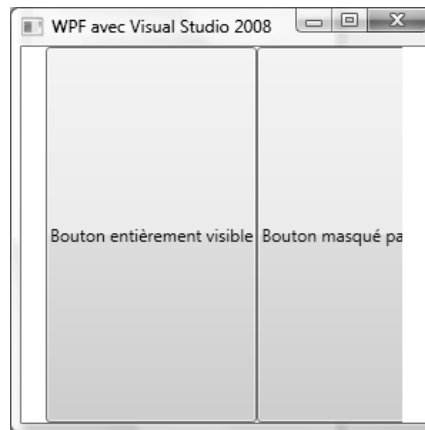 WPF avec Visual Studio 2008
Bouton entièrement visible
Bouton masqué pa